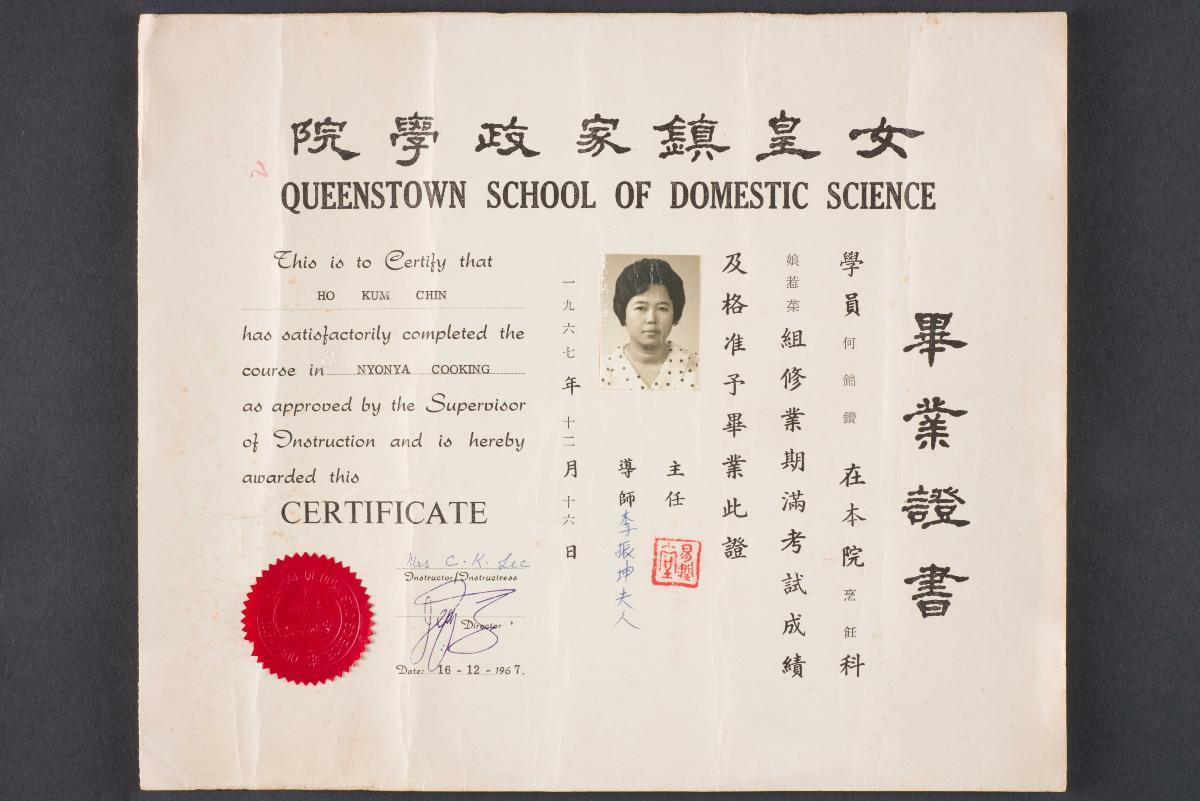 院學家政鎮皇女
QUEENSTOWN SCHOOL OF DOMESTIC SCIENCE
This is to Certify that
HO KUM CHIN
has satisfactorily completed the
course in NYONYA COOKING
as approved by the Supervisor
of Instruction and is hereby
awarded this
CERTIFICATE
Mrs C. K. Lee
Instructor/Instructress
Director
Date: 16 - 12 - 1967.
畢業證書
學員何錦鑽在本院烹飪科
娘惹菜組修業期滿考試成績
及格准予畢業此證
主任
導師李振坤夫人
一九六七年十二月十六日